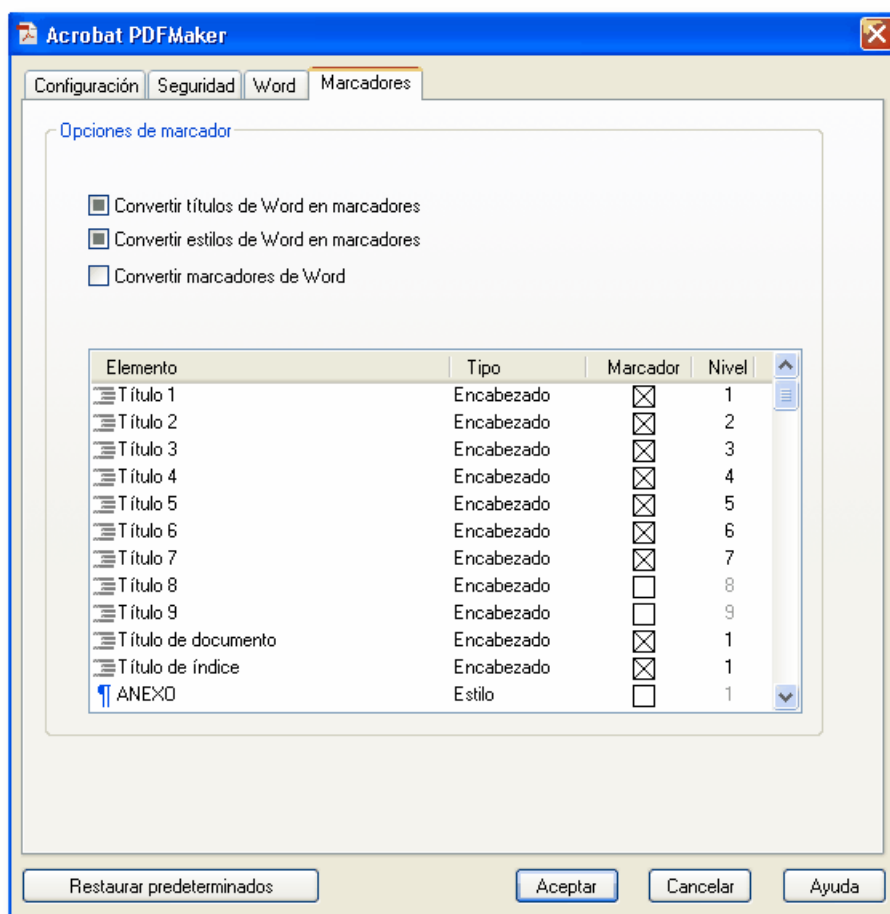 Acrobat PDFMaker
Configuración Seguridad Word Marcadores
Opciones de marcador
Convertir títulos de Word en marcadores
Convertir estilos de Word en marcadores
Convertir marcadores de Word
Elemento Tipo Marcador Nivel
Título 1 Encabezado 1
Título 2 Encabezado 2
Título 3 Encabezado 3
Título 4 Encabezado 4
Título 5 Encabezado 5
Título 6 Encabezado 6
Título 7 Encabezado 7
Título 8 Encabezado 8
Título 9 Encabezado 9
Título de documento Encabezado 1
Título de índice Encabezado 1
ANEXO Estilo 1
Restaurar predeterminados Aceptar Cancelar Ayuda